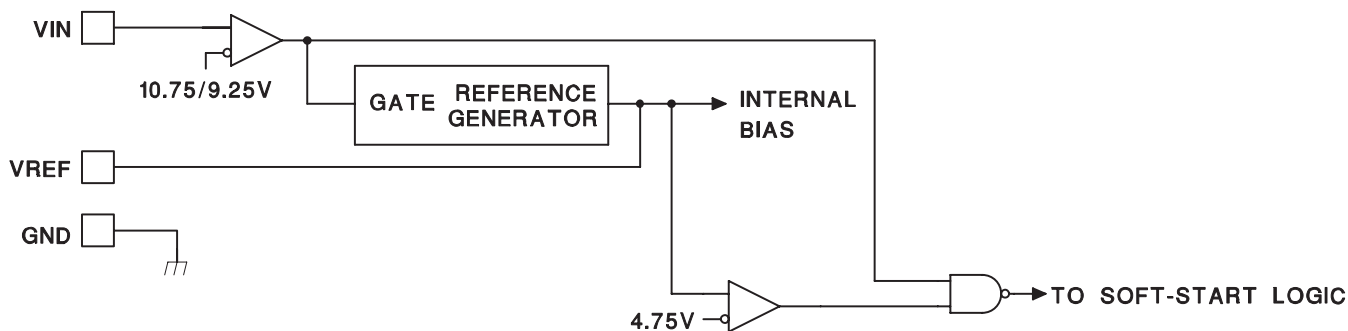 VIN
10.75/9.25V
GATE
REFERENCE
GENERATOR
INTERNAL
BIAS
VREF
GND
4.75V
TO SOFT-START LOGIC